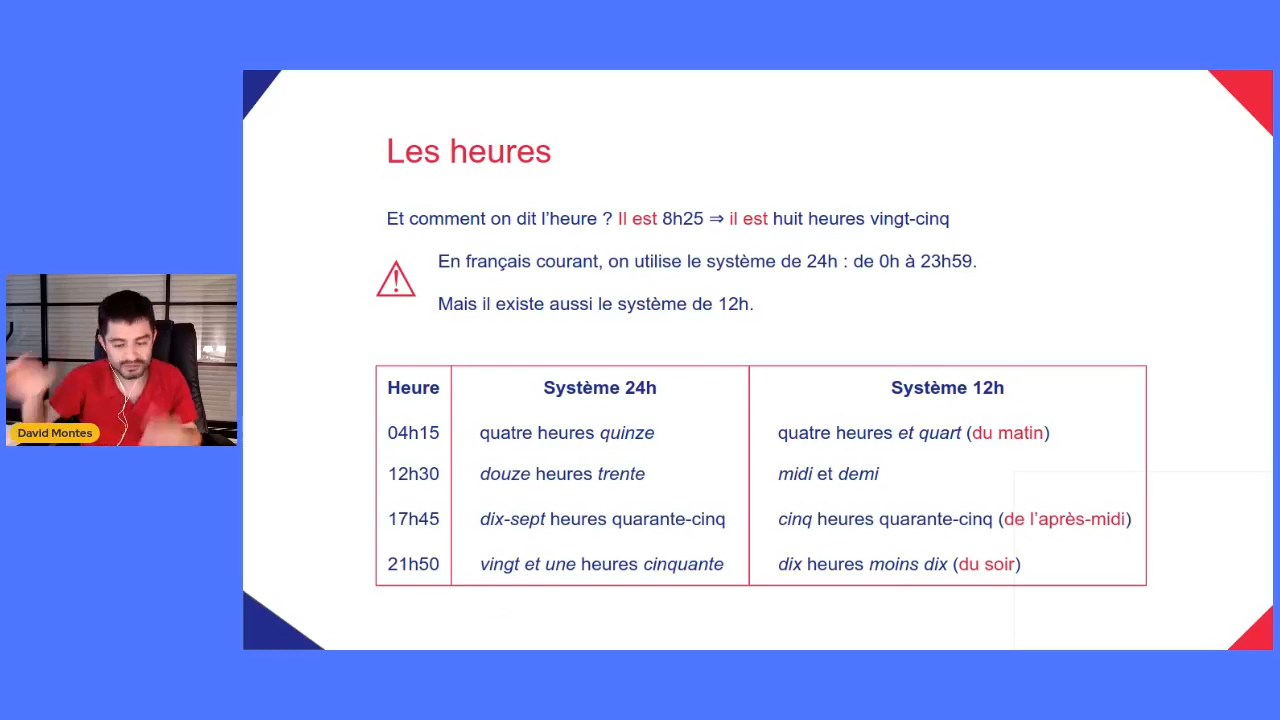 Les heures
Et comment on dit l’heure ? Il est 8h25 ⇒ il est huit heures vingt-cinq
En français courant, on utilise le système de 24h : de 0h à 23h59.
Mais il existe aussi le système de 12h.
Heure Système 24h Système 12h
04h15 quatre heures quinze quatre heures et quart (du matin)
12h30 douze heures trente midi et demi
17h45 dix-sept heures quarante-cinq cinq heures quarante-cinq (de l’après-midi)
21h50 vingt et une heures cinquante dix heures moins dix (du soir)
David Montes